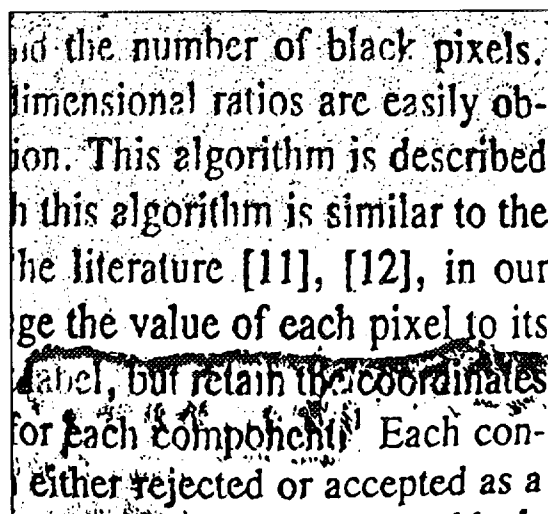 the number of black pixels.
dimensional ratios are easily ob-
ion. This algorithm is described
h this algorithm is similar to the
he literature [11], [12], in our
ge the value of each pixel to its
label, but retain the coordinates
for each component. Each con-
either rejected or accepted as a